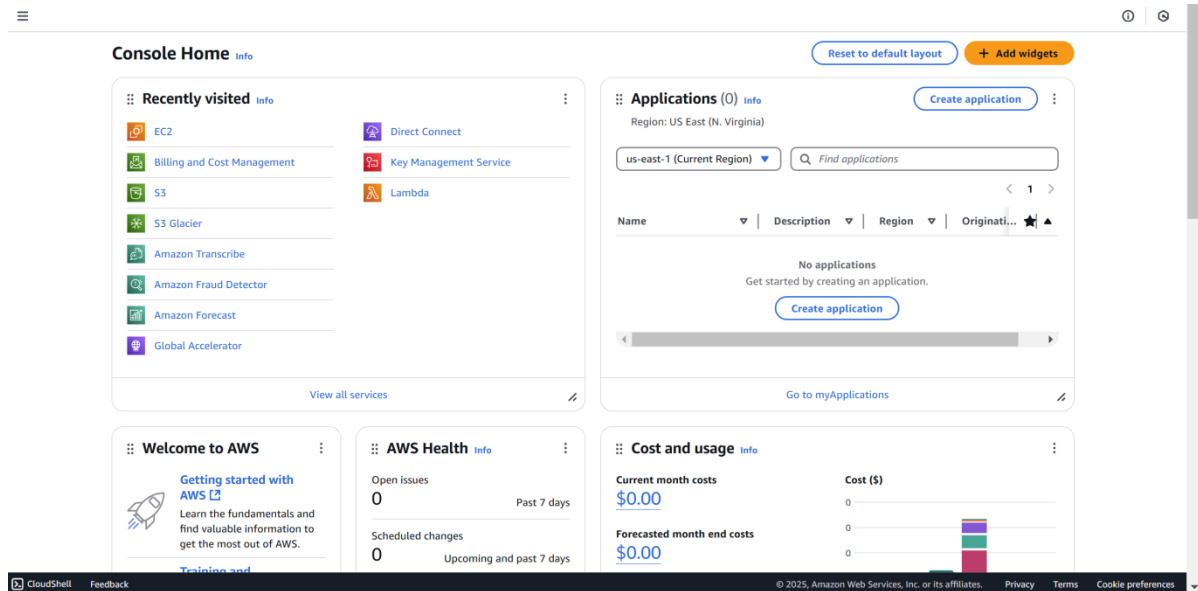 Console Home Info
Reset to default layout
+ Add widgets
Recently visited Info
EC2
Billing and Cost Management
S3
S3 Glacier
Amazon Transcribe
Amazon Fraud Detector
Amazon Forecast
Global Accelerator
Direct Connect
Key Management Service
Lambda
View all services
Applications (0) Info
Create application
Region: US East (N. Virginia)
us-east-1 (Current Region)
Find applications
1
Name Description Region Originati...
No applications
Get started by creating an application.
Create application
Go to myApplications
Welcome to AWS
Getting started with
AWS
Learn the fundamentals and
find valuable information to
get the most out of AWS.
Training and
AWS Health Info
Open issues
0 Past 7 days
Scheduled changes
0 Upcoming and past 7 days
Cost and usage Info
Current month costs
$0.00
Forecasted month end costs
$0.00
Cost ($)
0
0
0
CloudShell Feedback © 2025, Amazon Web Services, Inc. or its affiliates. Privacy Terms Cookie preferences